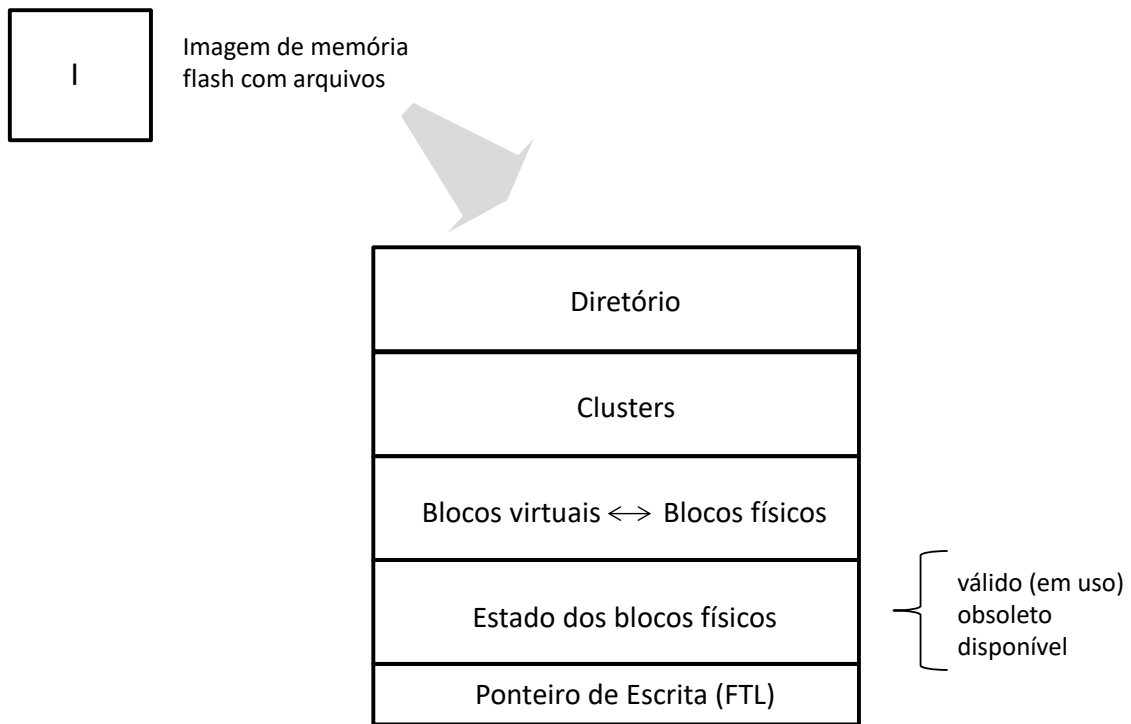 I
Imagem de memória
flash com arquivos
Diretório
Clusters
Blocos virtuais ↔ Blocos físicos
Estado dos blocos físicos
válido (em uso)
obsoleto
disponível
Ponteiro de Escrita (FTL)